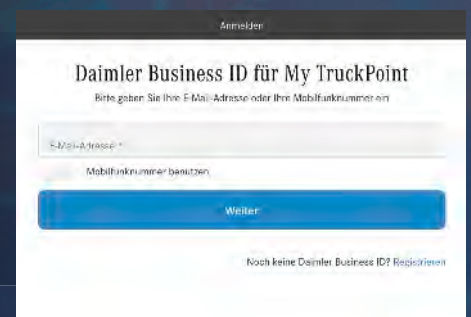 Anmelden
Daimler Business ID für My TruckPoint
Bitte geben Sie Ihre E-Mail-Adresse oder Ihre Mobilfunknummer ein
E-Mail-Adresse *
Mobilfunknummer benutzen
Weiter
Noch keine Daimler Business ID? Registrieren